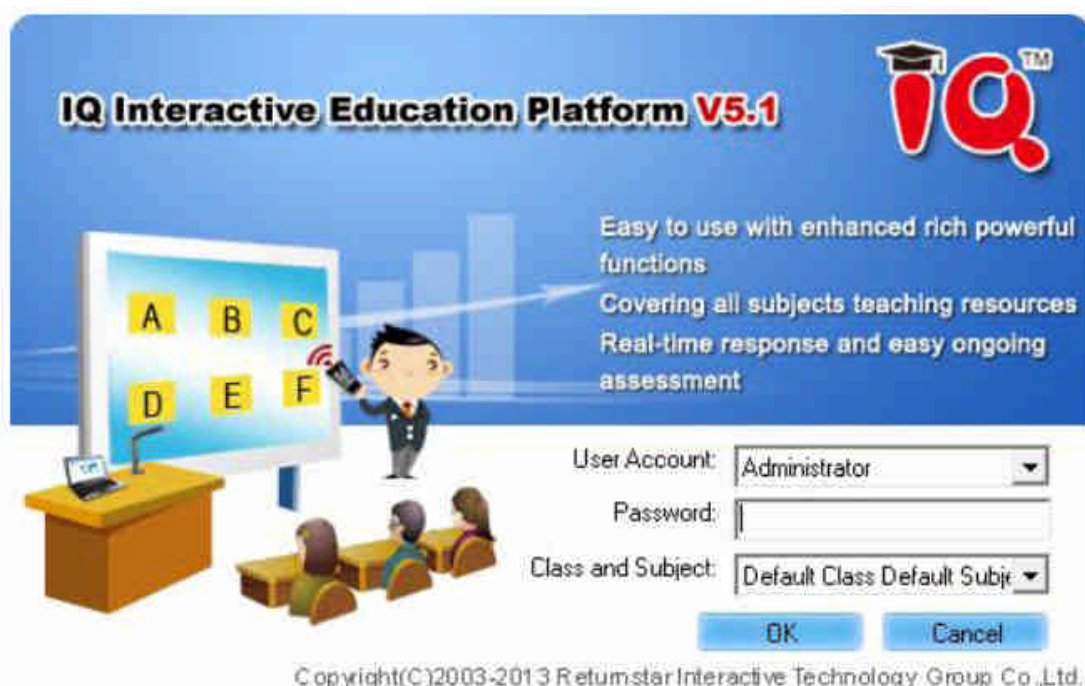 IQ Interactive Education Platform V5.1
IQ™
Easy to use with enhanced rich powerful
functions
Covering all subjects teaching resources
Real-time response and easy ongoing
assessment
A B C
D E F
User Account: Administrator
Password:
Class and Subject: Default Class Default Subje
OK Cancel
Copyright(C)2003-2013 Returnstar Interactive Technology Group Co.,Ltd.